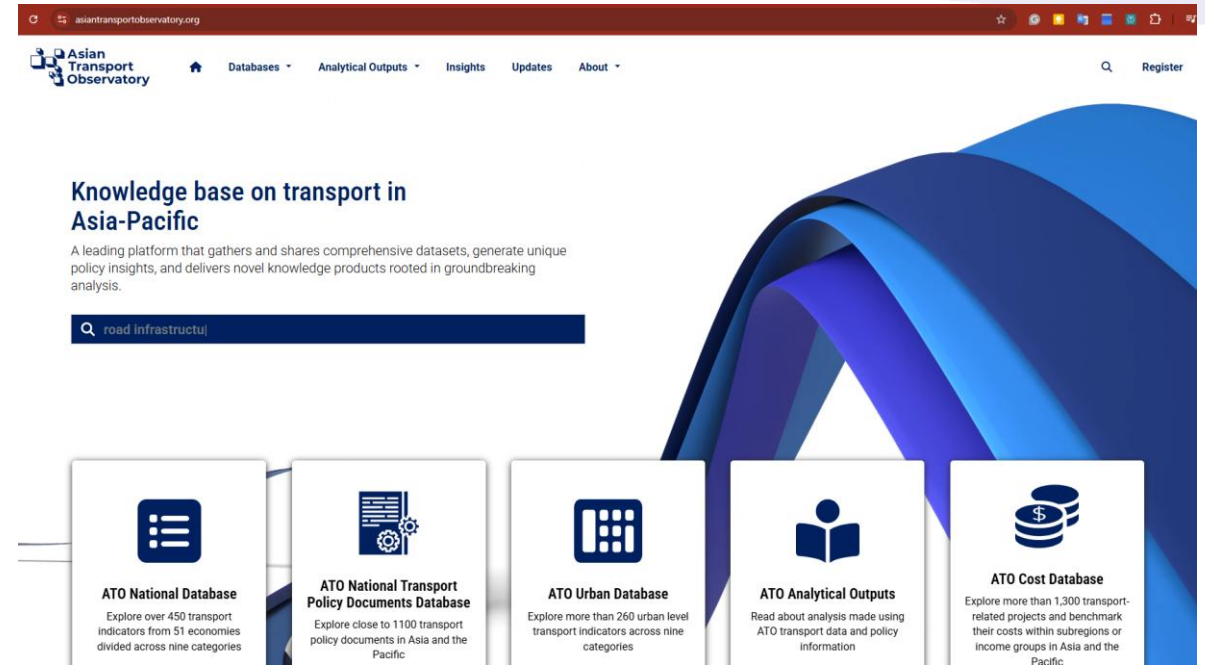 asiantransportobservatory.org
Asian
Transport
Observatory
Databases
Analytical Outputs
Insights
Updates
About
Register
Knowledge base on transport in
Asia-Pacific
A leading platform that gathers and shares comprehensive datasets, generate unique
policy insights, and delivers novel knowledge products rooted in groundbreaking
analysis.
road infrastructu
ATO National Database
Explore over 450 transport
indicators from 51 economies
divided across nine categories
ATO National Transport
Policy Documents Database
Explore close to 1100 transport
policy documents in Asia and the
Pacific
ATO Urban Database
Explore more than 260 urban level
transport indicators across nine
categories
ATO Analytical Outputs
Read about analysis made using
ATO transport data and policy
information
$
ATO Cost Database
Explore more than 1,300 transport-
related projects and benchmark
their costs within subregions or
income groups in Asia and the
Pacific